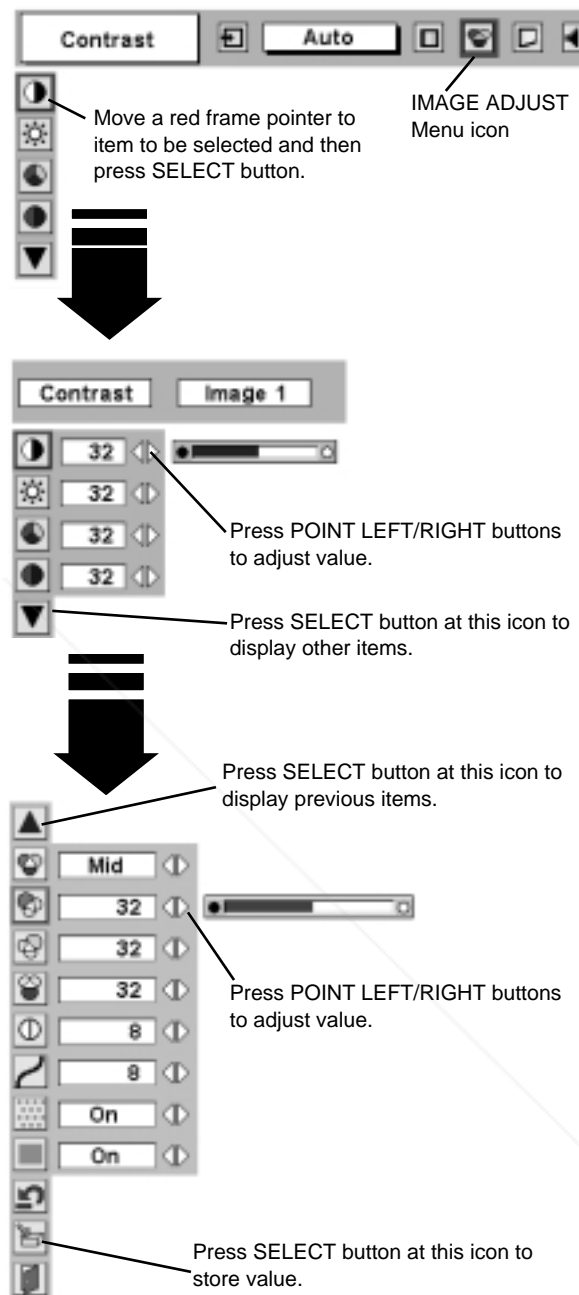 Contrast
Auto
Move a red frame pointer to
item to be selected and then
press SELECT button.
IMAGE ADJUST
Menu icon
Contrast
Image 1
32
32
32
32
Press POINT LEFT/RIGHT buttons
to adjust value.
Press SELECT button at this icon to
display other items.
Press SELECT button at this icon to
display previous items.
Mid
32
32
32
8
8
On
On
Press POINT LEFT/RIGHT buttons
to adjust value.
Press SELECT button at this icon to
store value.